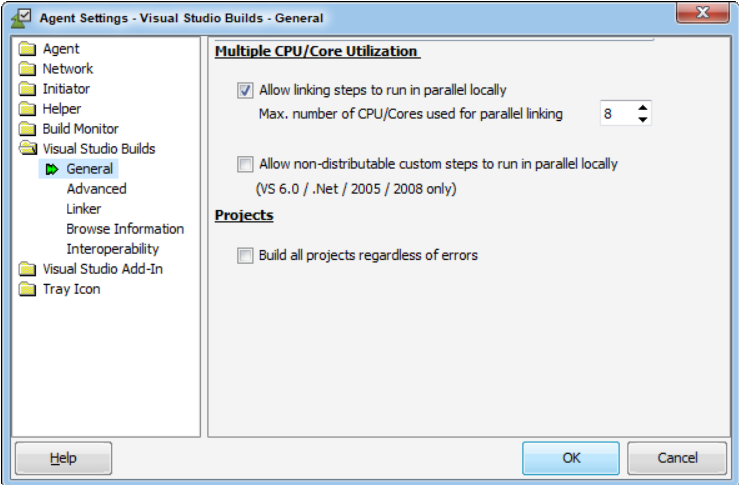 Agent Settings - Visual Studio Builds - General
Agent
Network
Initiator
Helper
Build Monitor
Visual Studio Builds
General
Advanced
Linker
Browse Information
Interoperability
Visual Studio Add-In
Tray Icon
Multiple CPU/Core Utilization
Allow linking steps to run in parallel locally
Max. number of CPU/Cores used for parallel linking 8
Allow non-distributable custom steps to run in parallel locally
(VS 6.0 / .Net / 2005 / 2008 only)
Projects
Build all projects regardless of errors
Help OK Cancel